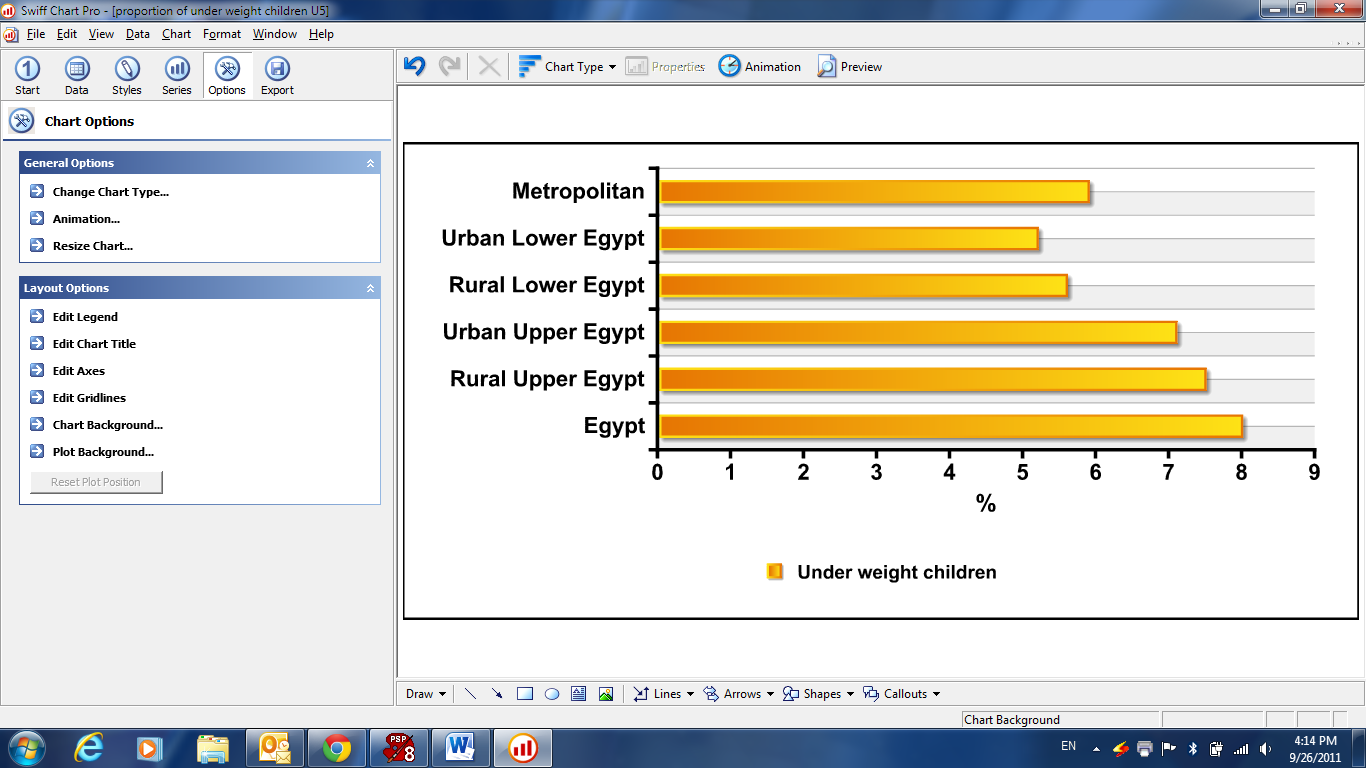 Swiff Chart Pro - [proportion of under weight children U5]
File Edit View Data Chart Format Window Help
1
Start Data Styles Series Options Export
Chart Type Properties Animation Preview
Chart Options
General Options
Change Chart Type...
Animation...
Resize Chart...
Layout Options
Edit Legend
Edit Chart Title
Edit Axes
Edit Gridlines
Chart Background...
Plot Background...
Reset Plot Position
Metropolitan
Urban Lower Egypt
Rural Lower Egypt
Urban Upper Egypt
Rural Upper Egypt
Egypt
0 1 2 3 4 5 6 7 8 9
%
Under weight children
Draw Lines Arrows Shapes Callouts
Chart Background
PSP 8
W
EN
4:14 PM
9/26/2011